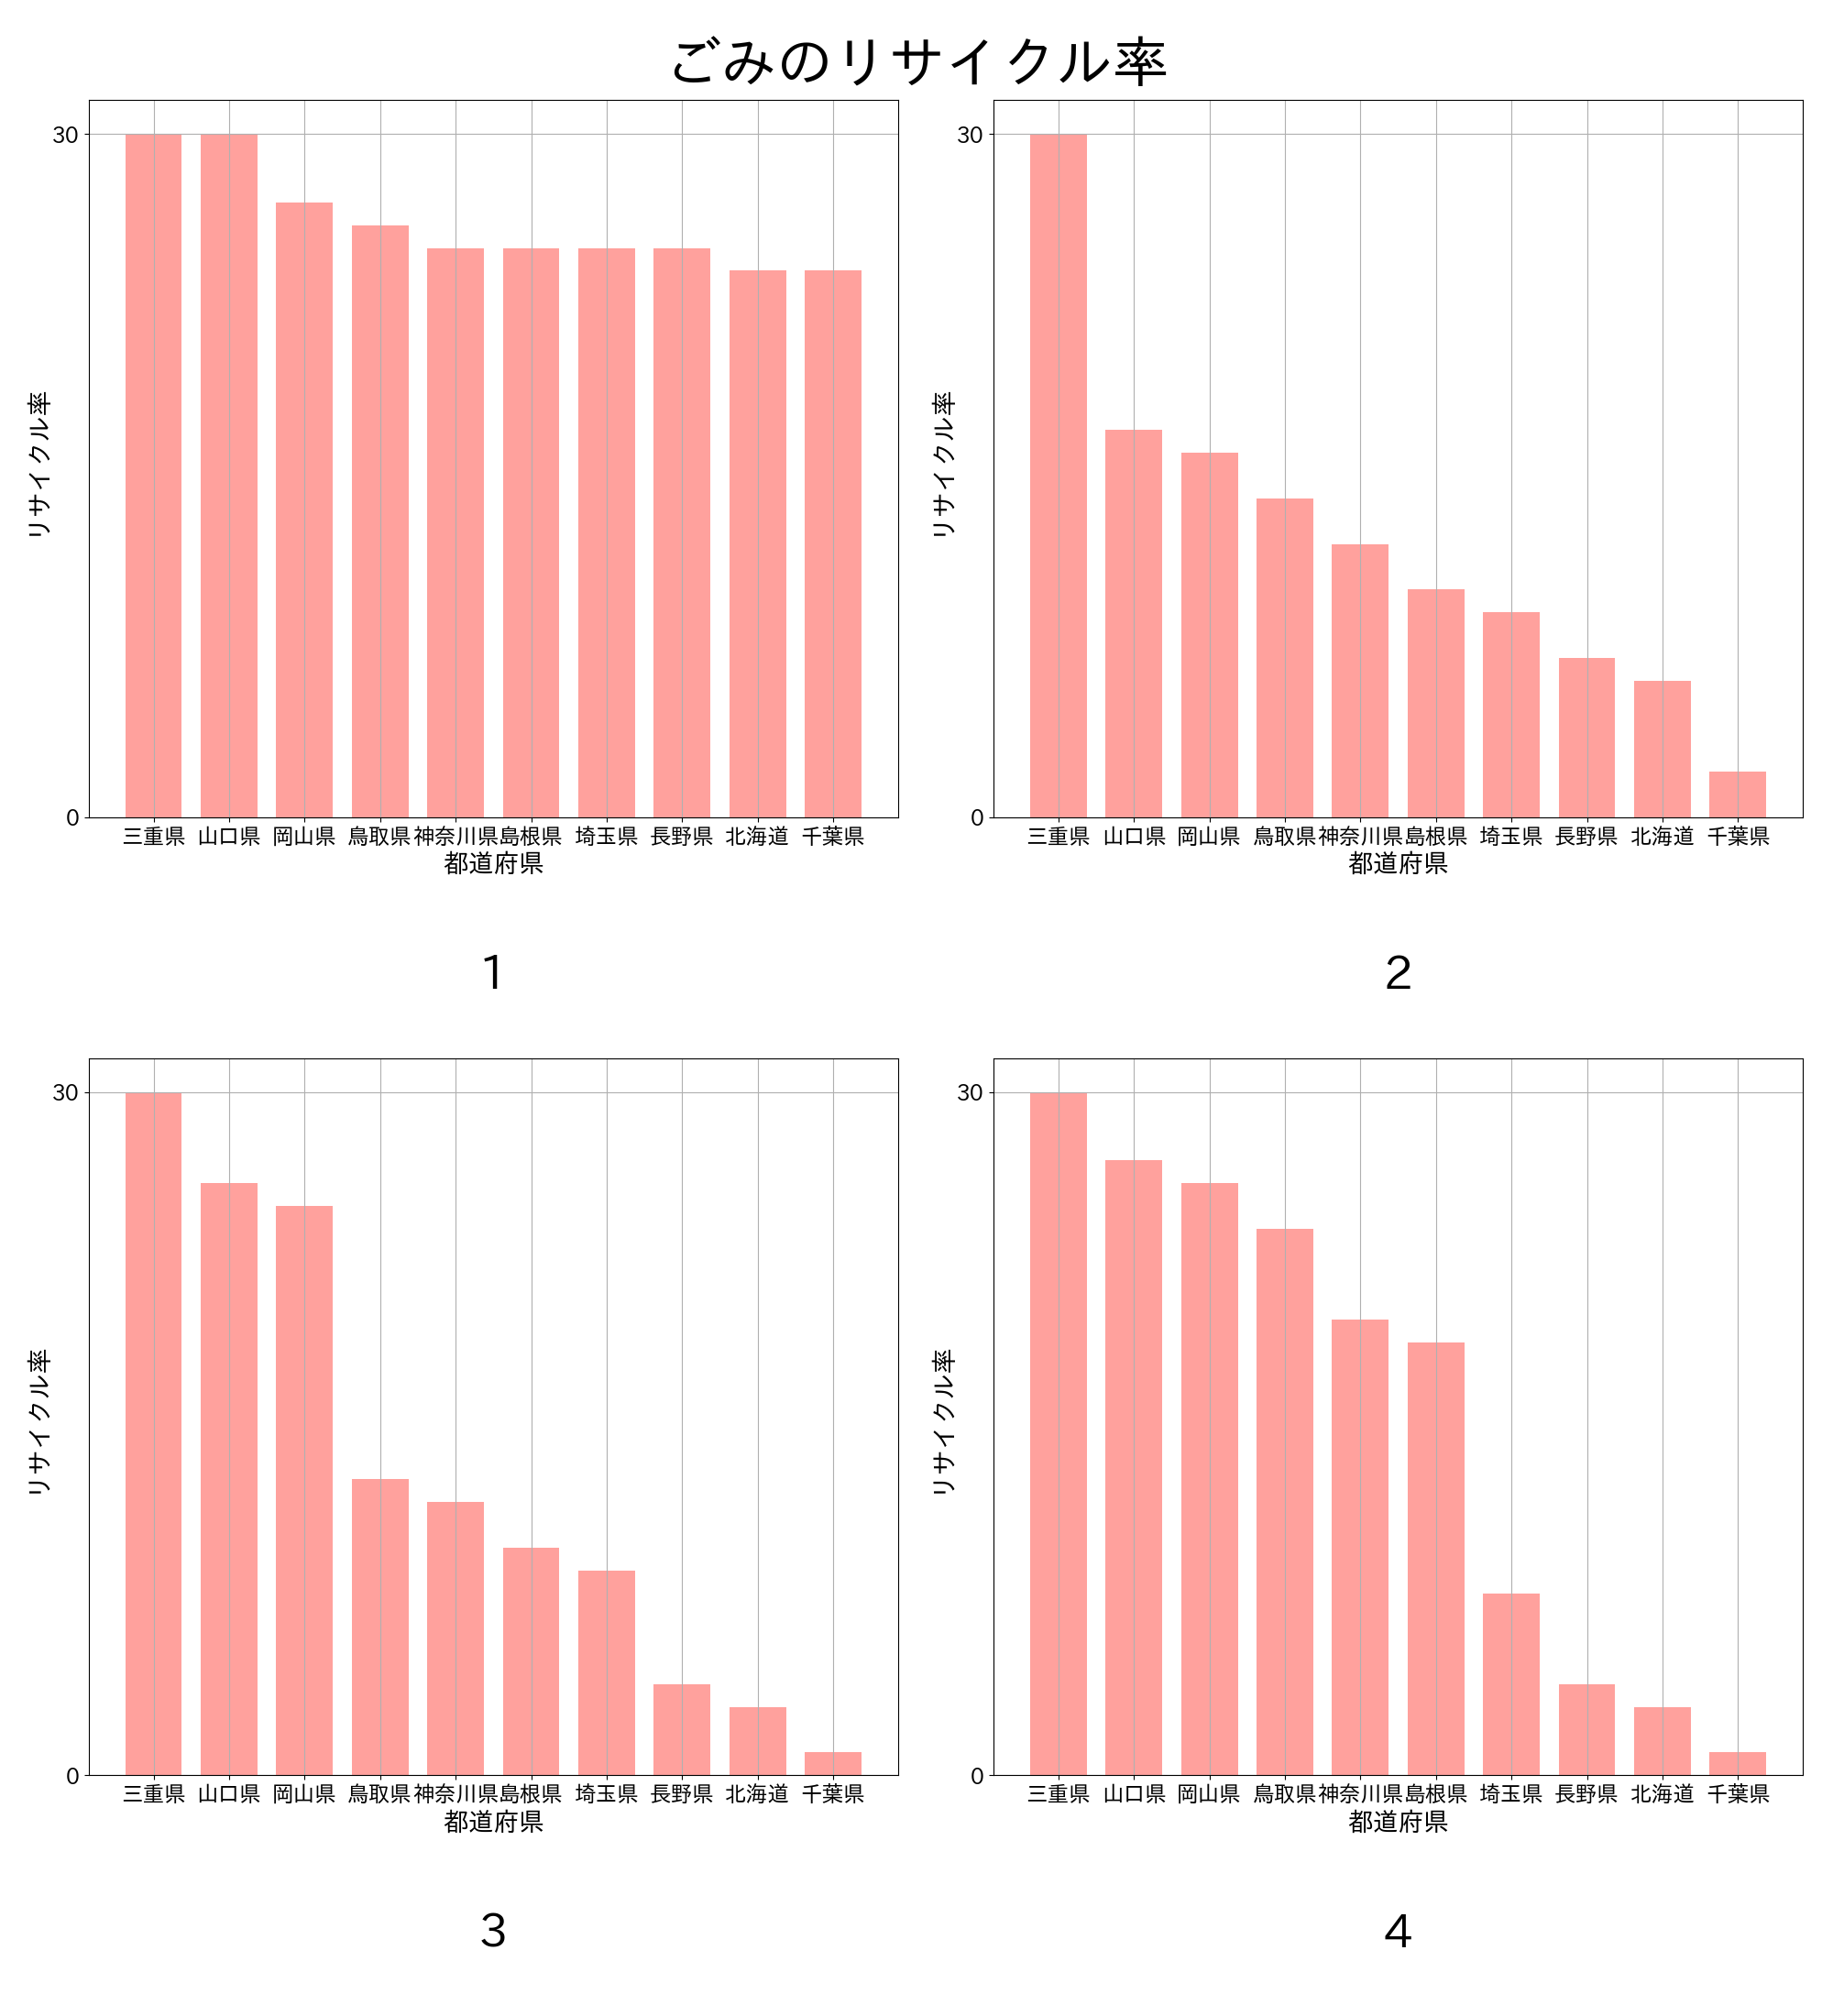 ごみのリサイクル率
30
0
リサイクル率
三重県 山口県 岡山県 鳥取県 神奈川県 島根県 埼玉県 長野県 北海道 千葉県
都道府県
1
30
0
リサイクル率
三重県 山口県 岡山県 鳥取県 神奈川県 島根県 埼玉県 長野県 北海道 千葉県
都道府県
2
30
0
リサイクル率
三重県 山口県 岡山県 鳥取県 神奈川県 島根県 埼玉県 長野県 北海道 千葉県
都道府県
3
30
0
リサイクル率
三重県 山口県 岡山県 鳥取県 神奈川県 島根県 埼玉県 長野県 北海道 千葉県
都道府県
4